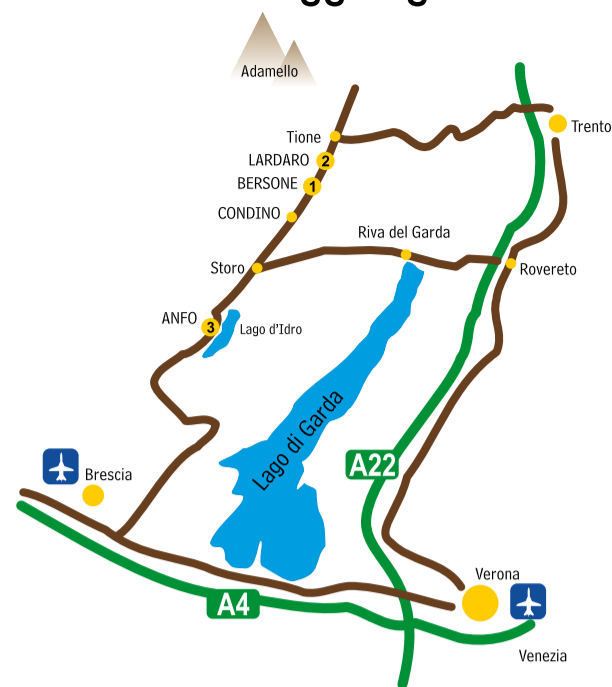 Adamello
Trento
Tione
LARDARO 2
BERSONE 1
CONDINO
Riva del Garda
Storo
Rovereto
ANFO 3
Lago d'Idro
Lago di Garda
A22
Brescia
Verona
A4
Venezia